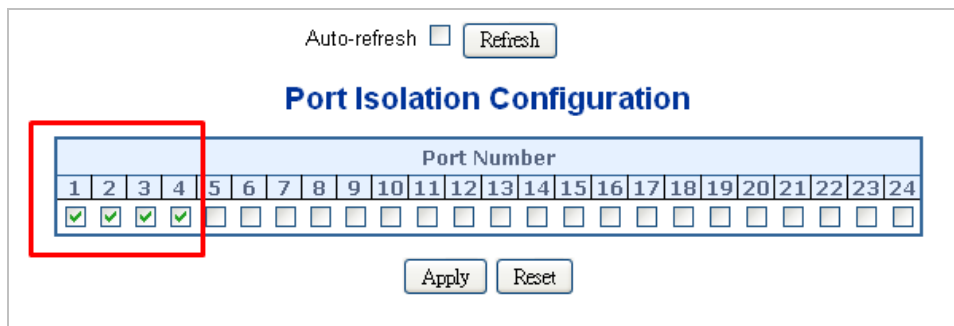 Auto-refresh Refresh
Port Isolation Configuration
Port Number
1 2 3 4 5 6 7 8 9 10 11 12 13 14 15 16 17 18 19 20 21 22 23 24
Apply Reset